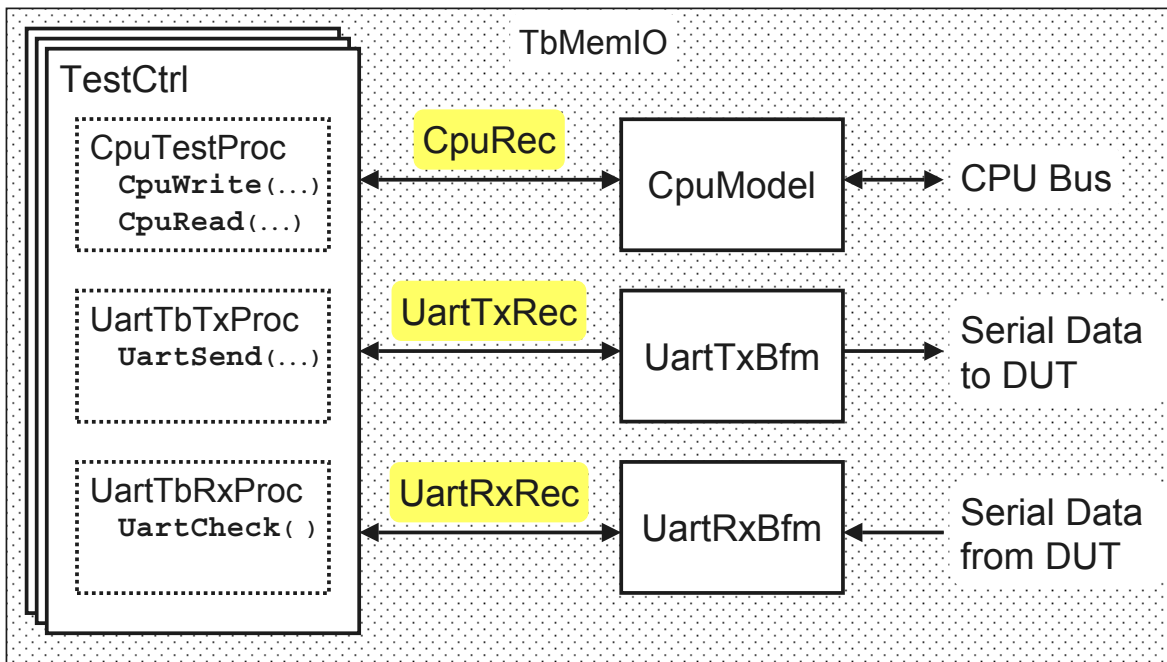 TbMemIO
TestCtrl
CpuTestProc
CpuWrite(...)
CpuRead(...)
UartTbTxProc
UartSend(...)
UartTbRxProc
UartCheck( )
CpuRec
CpuModel
CPU Bus
UartTxRec
UartTxBfm
Serial Data
to DUT
UartRxRec
UartRxBfm
Serial Data
from DUT